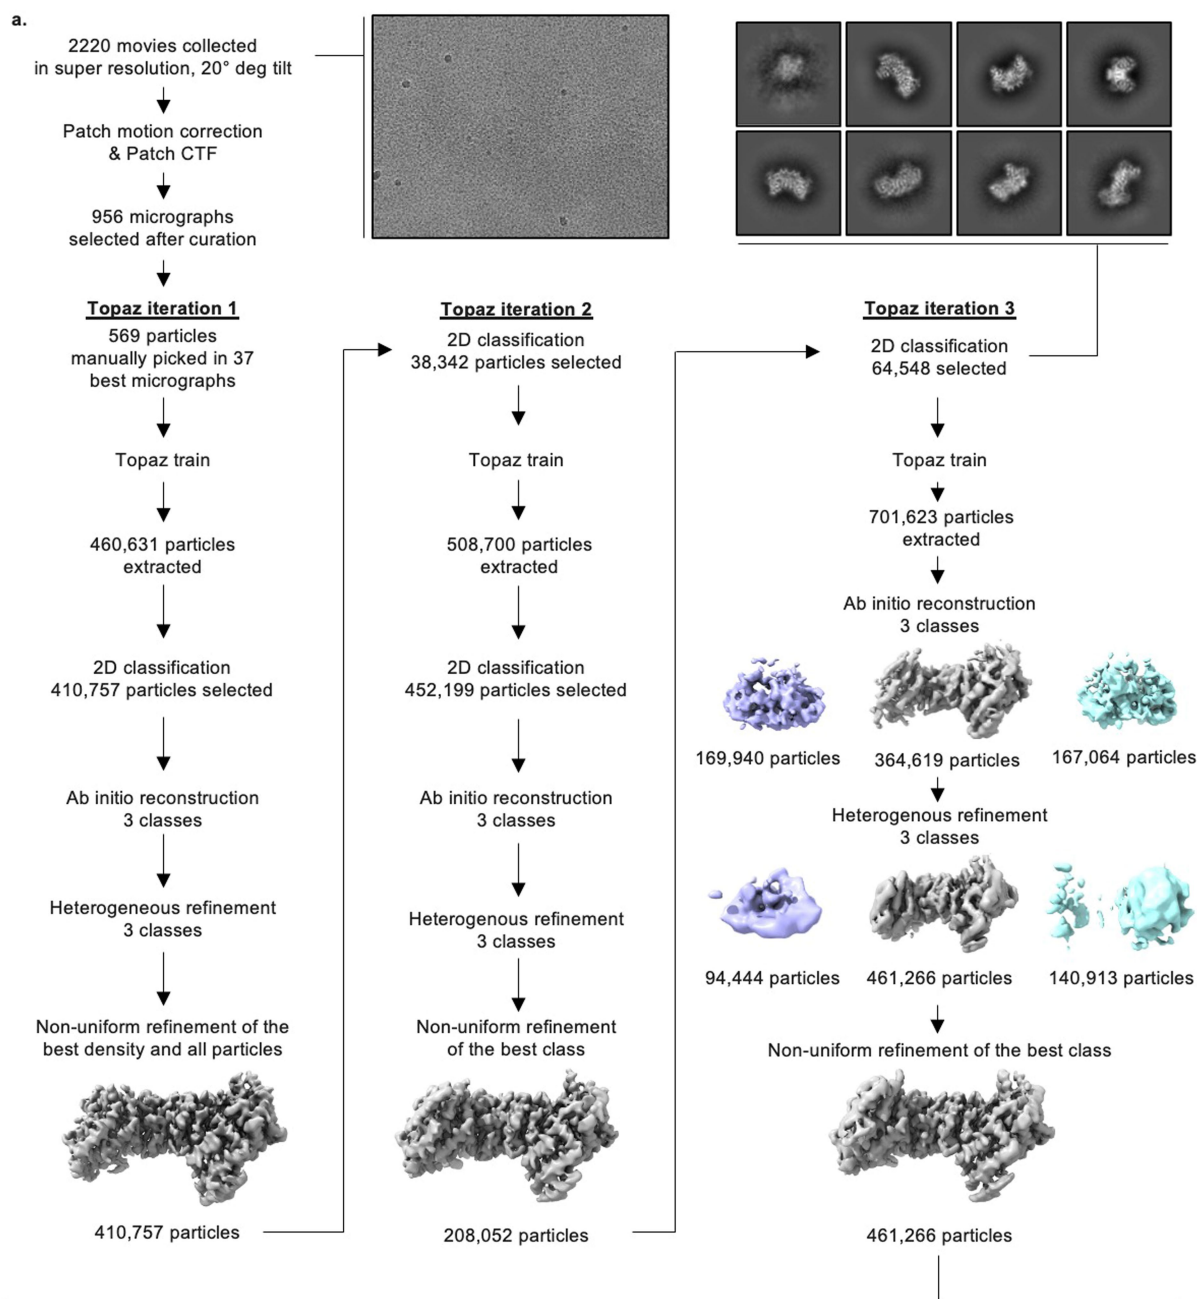 a.
2220 movies collected
in super resolution, 20° deg tilt
Patch motion correction
& Patch CTF
956 micrographs
selected after curation
Topaz iteration 1
569 particles
manually picked in 37
best micrographs
Topaz train
460,631 particles
extracted
2D classification
410,757 particles selected
Ab initio reconstruction
3 classes
Heterogeneous refinement
3 classes
Non-uniform refinement of the
best density and all particles
410,757 particles
Topaz iteration 2
2D classification
38,342 particles selected
Topaz train
508,700 particles
extracted
2D classification
452,199 particles selected
Ab initio reconstruction
3 classes
Heterogenous refinement
3 classes
Non-uniform refinement
of the best class
208,052 particles
Topaz iteration 3
2D classification
64,548 selected
Topaz train
701,623 particles
extracted
Ab initio reconstruction
3 classes
169,940 particles
364,619 particles
167,064 particles
Heterogenous refinement
3 classes
94,444 particles
461,266 particles
140,913 particles
Non-uniform refinement of the best class
461,266 particles